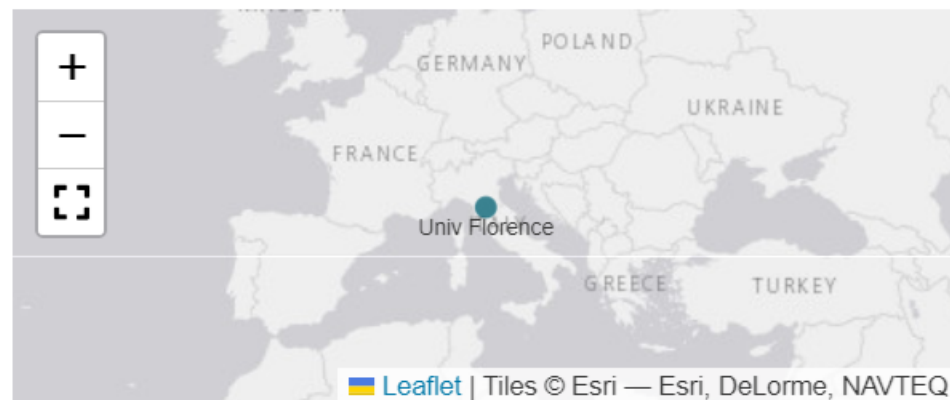 +
−
POLAND
GERMANY
UKRAINE
FRANCE
Univ Florence
GREECE
TURKEY
Leaflet | Tiles © Esri — Esri, DeLorme, NAVTEQ